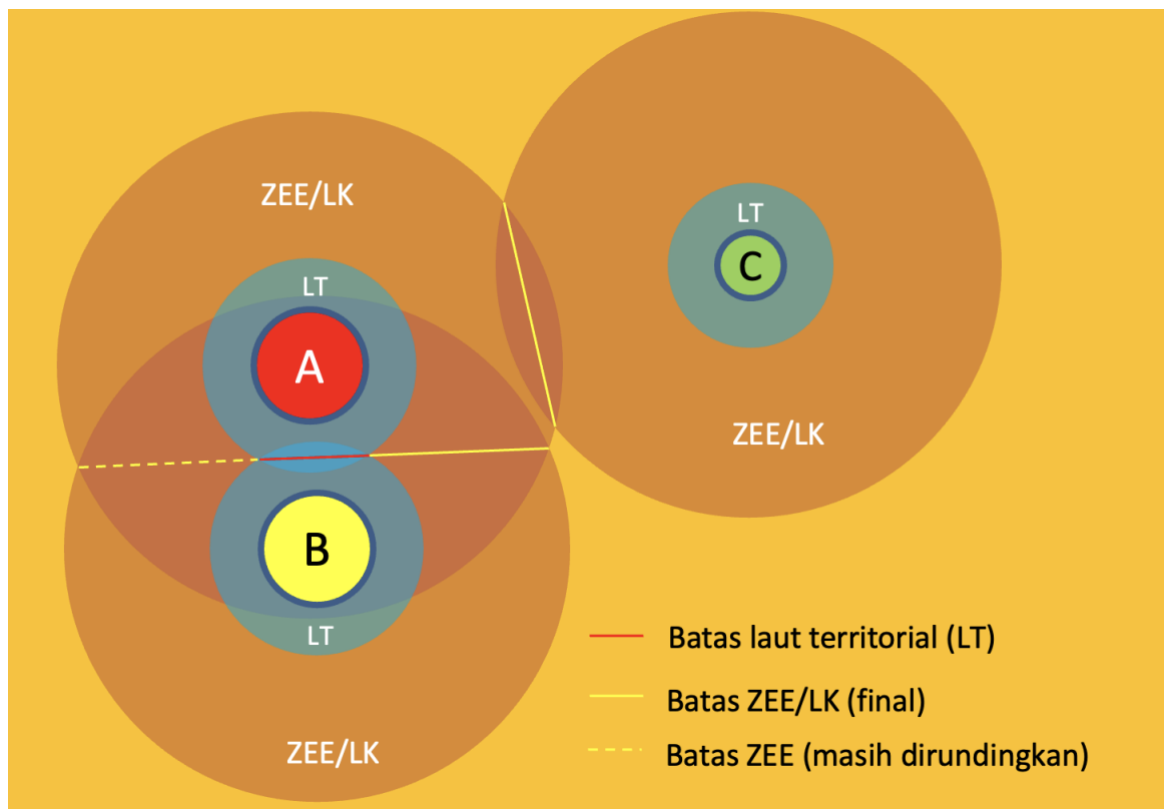 ZEE/LK
LT
C
LT
A
ZEE/LK
B
LT
ZEE/LK
Batas laut territorial (LT)
Batas ZEE/LK (final)
Batas ZEE (masih dirundingkan)